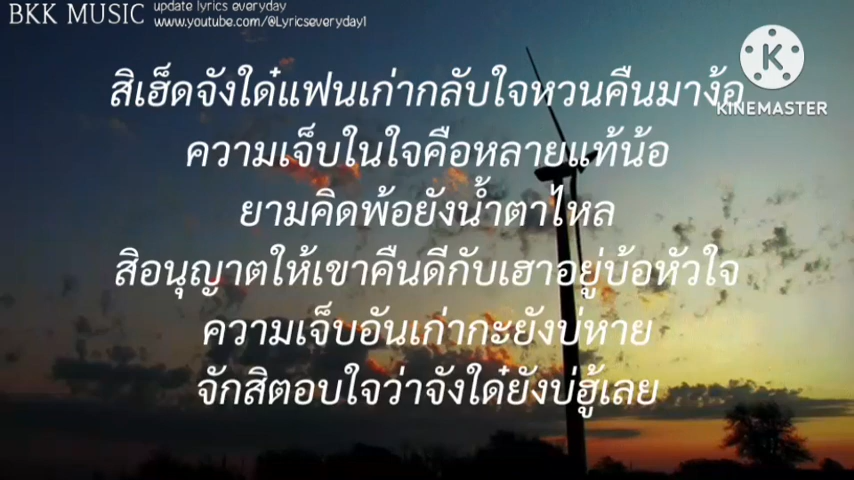 BKK MUSIC
update lyrics everyday
www.youtube.com/@Lyricseveryday1
KINEMASTER
สิเฮ็ดจังใด๋แฟนเก่ากลับใจหวนคืนมาง้อ
ความเจ็บในใจคือหลายแท้น้อ
ยามคิดพ้อยังน้ำตาไหล
สิอนุญาตให้เขาคืนดีกับเฮาอยู่บ้อหัวใจ
ความเจ็บอันเก่ากะยังบ่หาย
จักสิตอบใจว่าจังใด๋ยังบ่ฮู้เลย